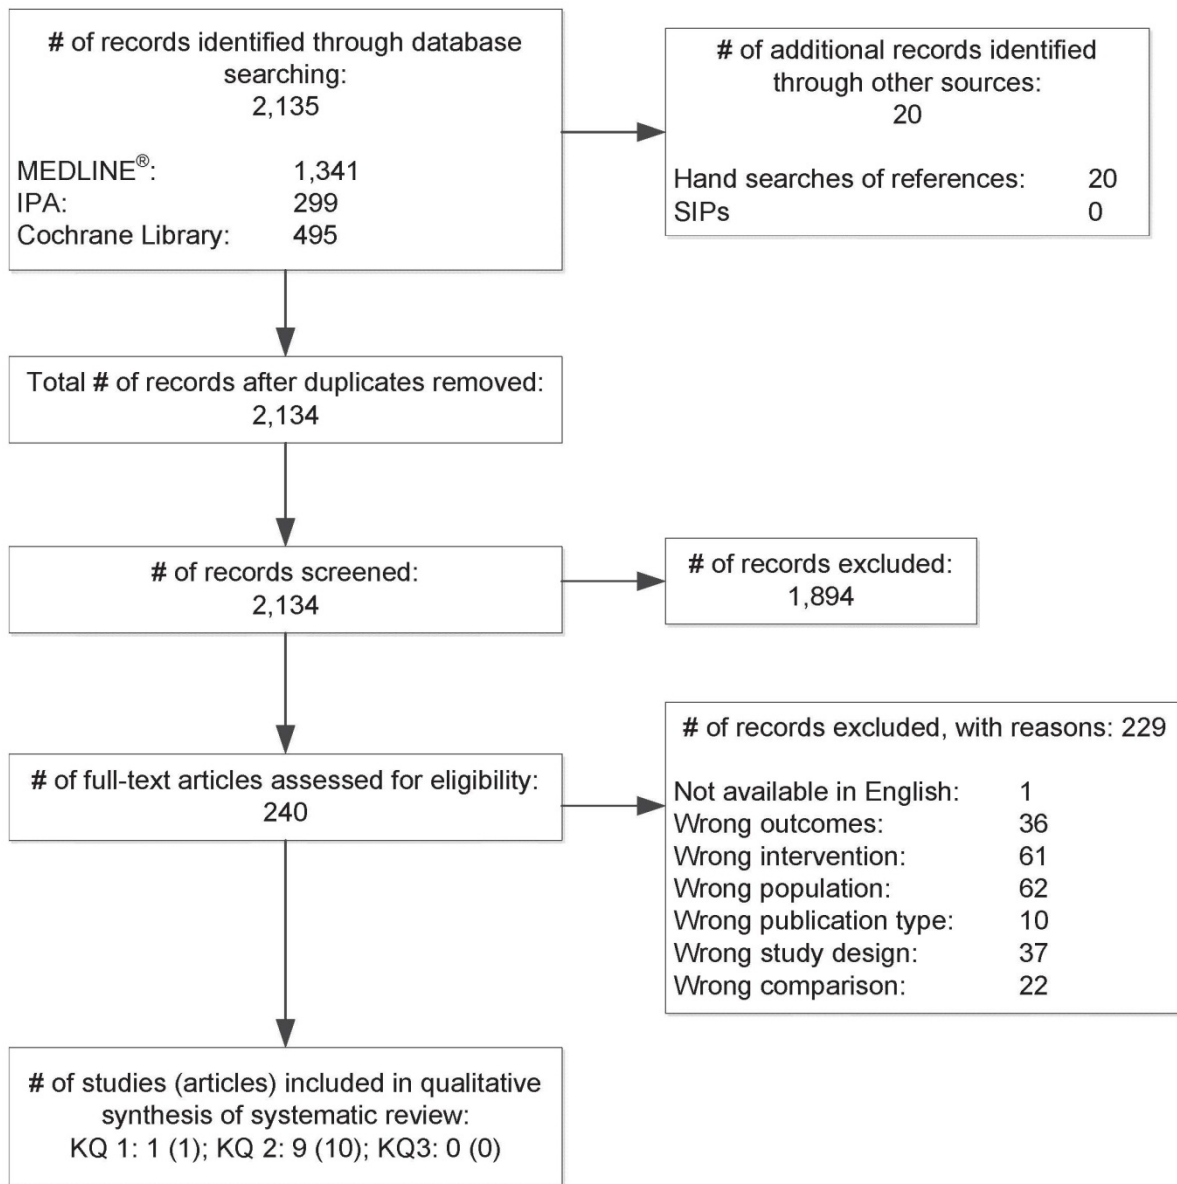 # of records identified through database
searching:
2,135
MEDLINE®: 1,341
IPA: 299
Cochrane Library: 495
# of additional records identified
through other sources:
20
Hand searches of references: 20
SIPs 0
Total # of records after duplicates removed:
2,134
# of records screened:
2,134
# of records excluded:
1,894
# of full-text articles assessed for eligibility:
240
# of records excluded, with reasons: 229
Not available in English: 1
Wrong outcomes: 36
Wrong intervention: 61
Wrong population: 62
Wrong publication type: 10
Wrong study design: 37
Wrong comparison: 22
# of studies (articles) included in qualitative
synthesis of systematic review:
KQ 1: 1 (1); KQ 2: 9 (10); KQ3: 0 (0)